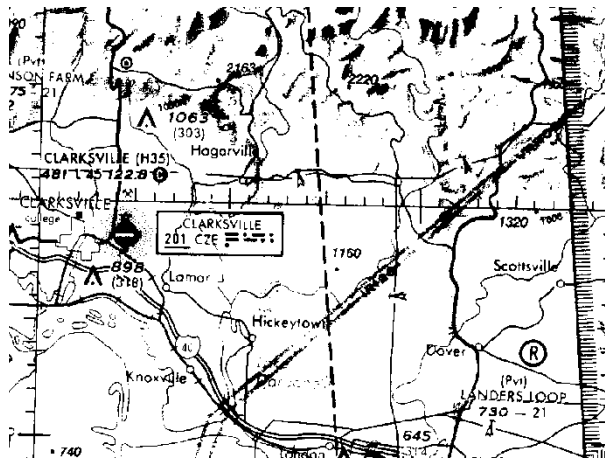 (Pvt)
NSON FARM
75 21
2163
2220
1063
(303)
Hagarville
CLARKSVILLE (H35)
481 L 45 122.8 C
CLARKSVILLE
college
CLARKSVILLE
201 CZE
1320
1160
Scottsville
898
(318)
Lamar
Hickeytown
40
Dover
R
Knoxville
(Pvt)
LANDERS LOOP
730 - 21
645
314
740
London